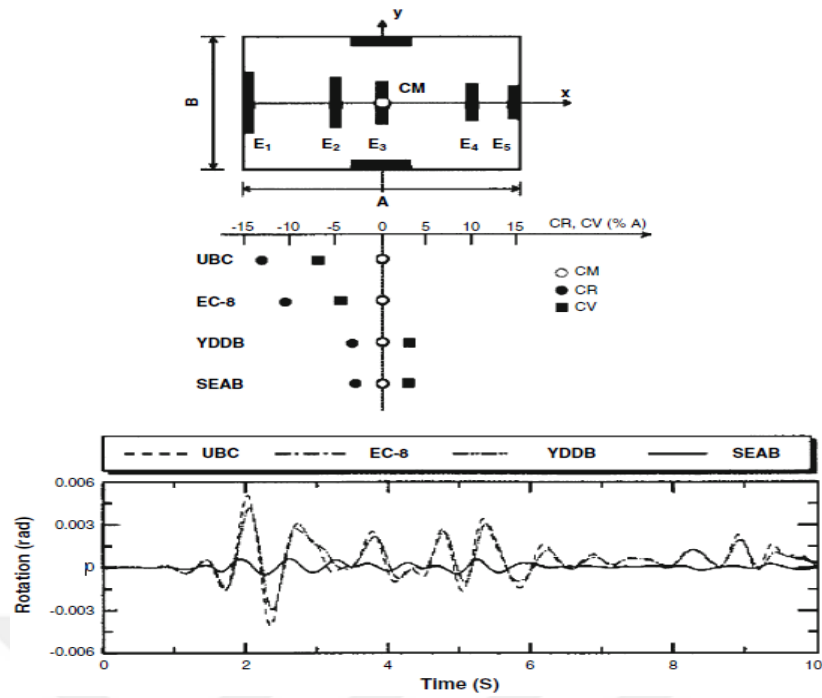 y
B
CM
x
E1 E2 E3 E4 E5
A
-15 -10 -5 0 5 10 15 CR, CV (% A)
UBC
CM
CR
EC-8
CV
YDDB
SEAB
UBC EC-8 YDDB SEAB
Rotation (rad)
0.006
0.003
p
-0.003
-0.006
0 2 4 6 8 10
Time (S)